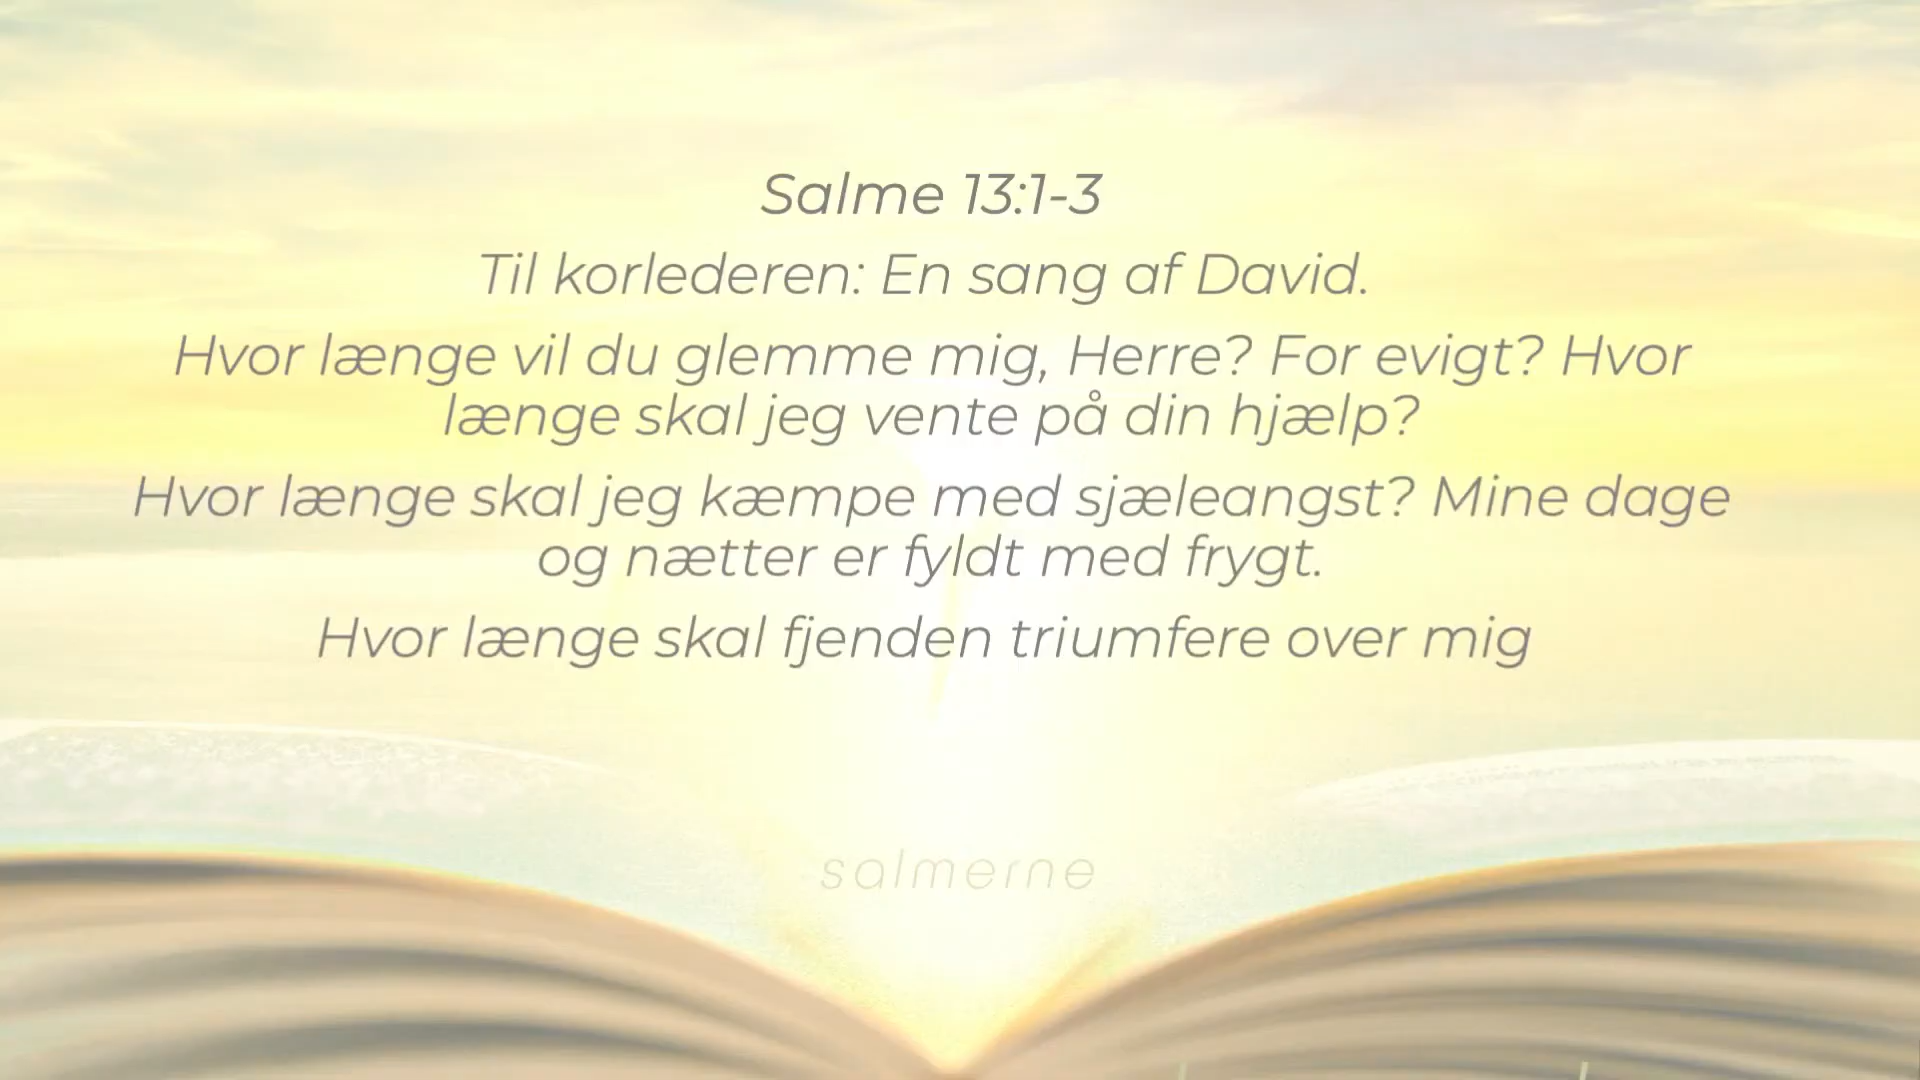 Salme 13:1-3
Til korlederen: En sang af David.
Hvor længe vil du glemme mig, Herre? For evigt? Hvor
længe skal jeg vente på din hjælp?
Hvor længe skal jeg kæmpe med sjæleangst? Mine dage
og nætter er fyldt med frygt.
Hvor længe skal fjenden triumfere over mig
salmerne